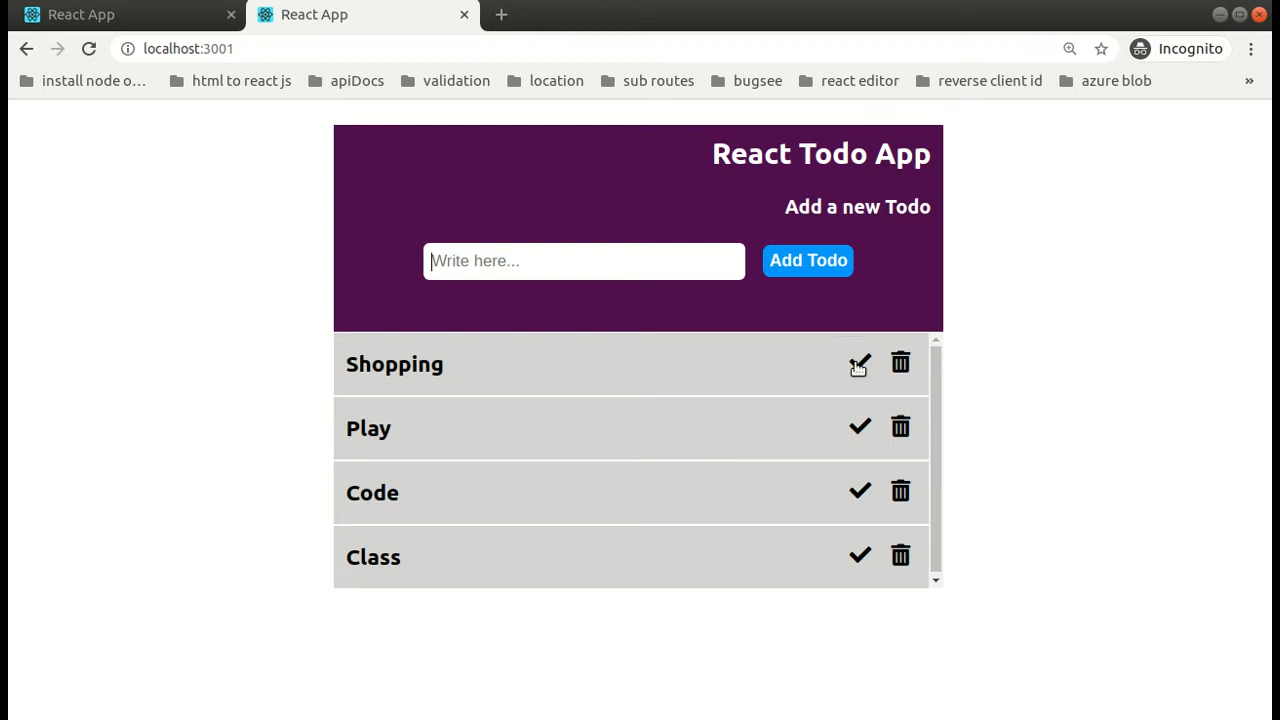 React App
React App
localhost:3001
Incognito
install node o...
html to react js
apiDocs
validation
location
sub routes
bugsee
react editor
reverse client id
azure blob
»
React Todo App
Add a new Todo
Write here...
Add Todo
Shopping
Play
Code
Class